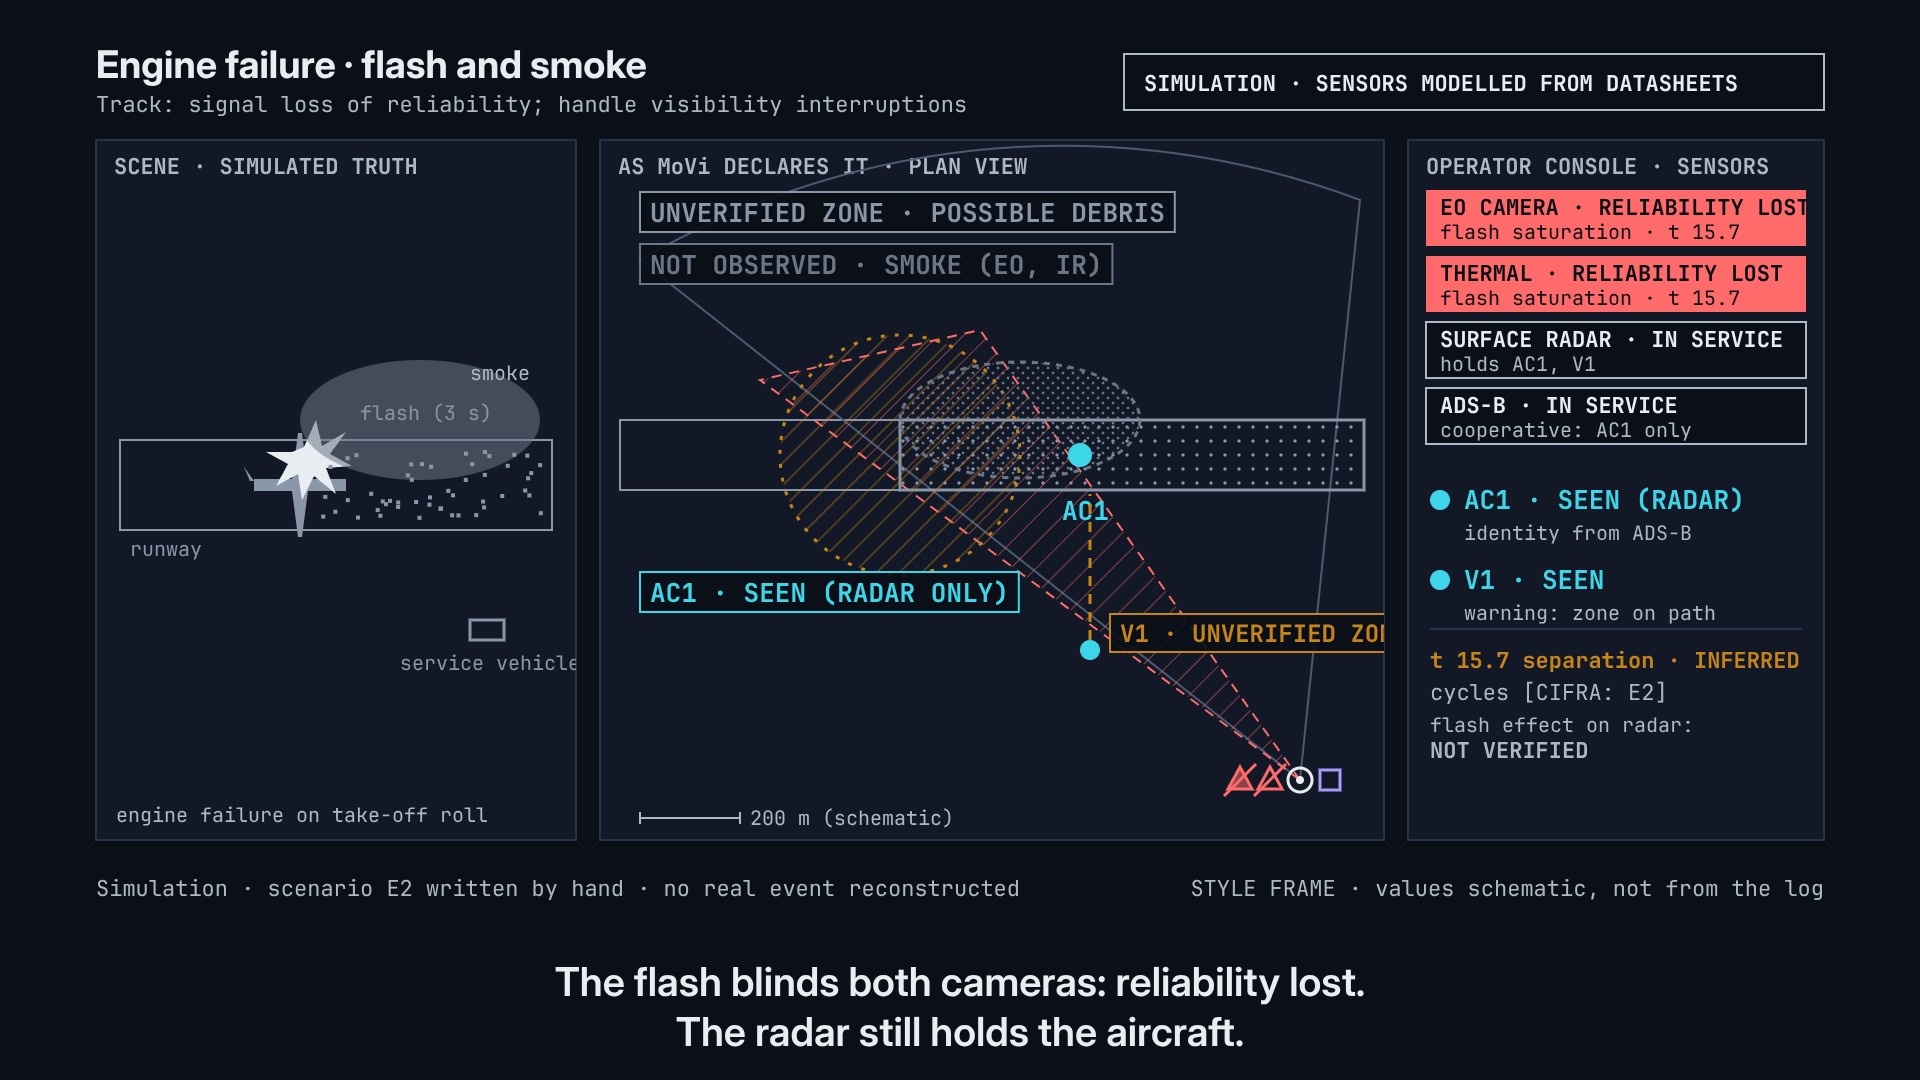 Engine failure · flash and smoke
Track: signal loss of reliability; handle visibility interruptions
SIMULATION · SENSORS MODELLED FROM DATASHEETS
SCENE · SIMULATED TRUTH
smoke
flash (3 s)
runway
service vehicle
engine failure on take-off roll
AS MoVi DECLARES IT · PLAN VIEW
UNVERIFIED ZONE · POSSIBLE DEBRIS
NOT OBSERVED · SMOKE (EO, IR)
AC1
AC1 · SEEN (RADAR ONLY)
V1 · UNVERIFIED ZO
200 m (schematic)
OPERATOR CONSOLE · SENSORS
EO CAMERA · RELIABILITY LOST
flash saturation · t 15.7
THERMAL · RELIABILITY LOST
flash saturation · t 15.7
SURFACE RADAR · IN SERVICE
holds AC1, V1
ADS-B · IN SERVICE
cooperative: AC1 only
AC1 · SEEN (RADAR)
identity from ADS-B
V1 · SEEN
warning: zone on path
t 15.7 separation · INFERRED
cycles [CIFRA: E2]
flash effect on radar:
NOT VERIFIED
Simulation · scenario E2 written by hand · no real event reconstructed
STYLE FRAME · values schematic, not from the log
The flash blinds both cameras: reliability lost.
The radar still holds the aircraft.